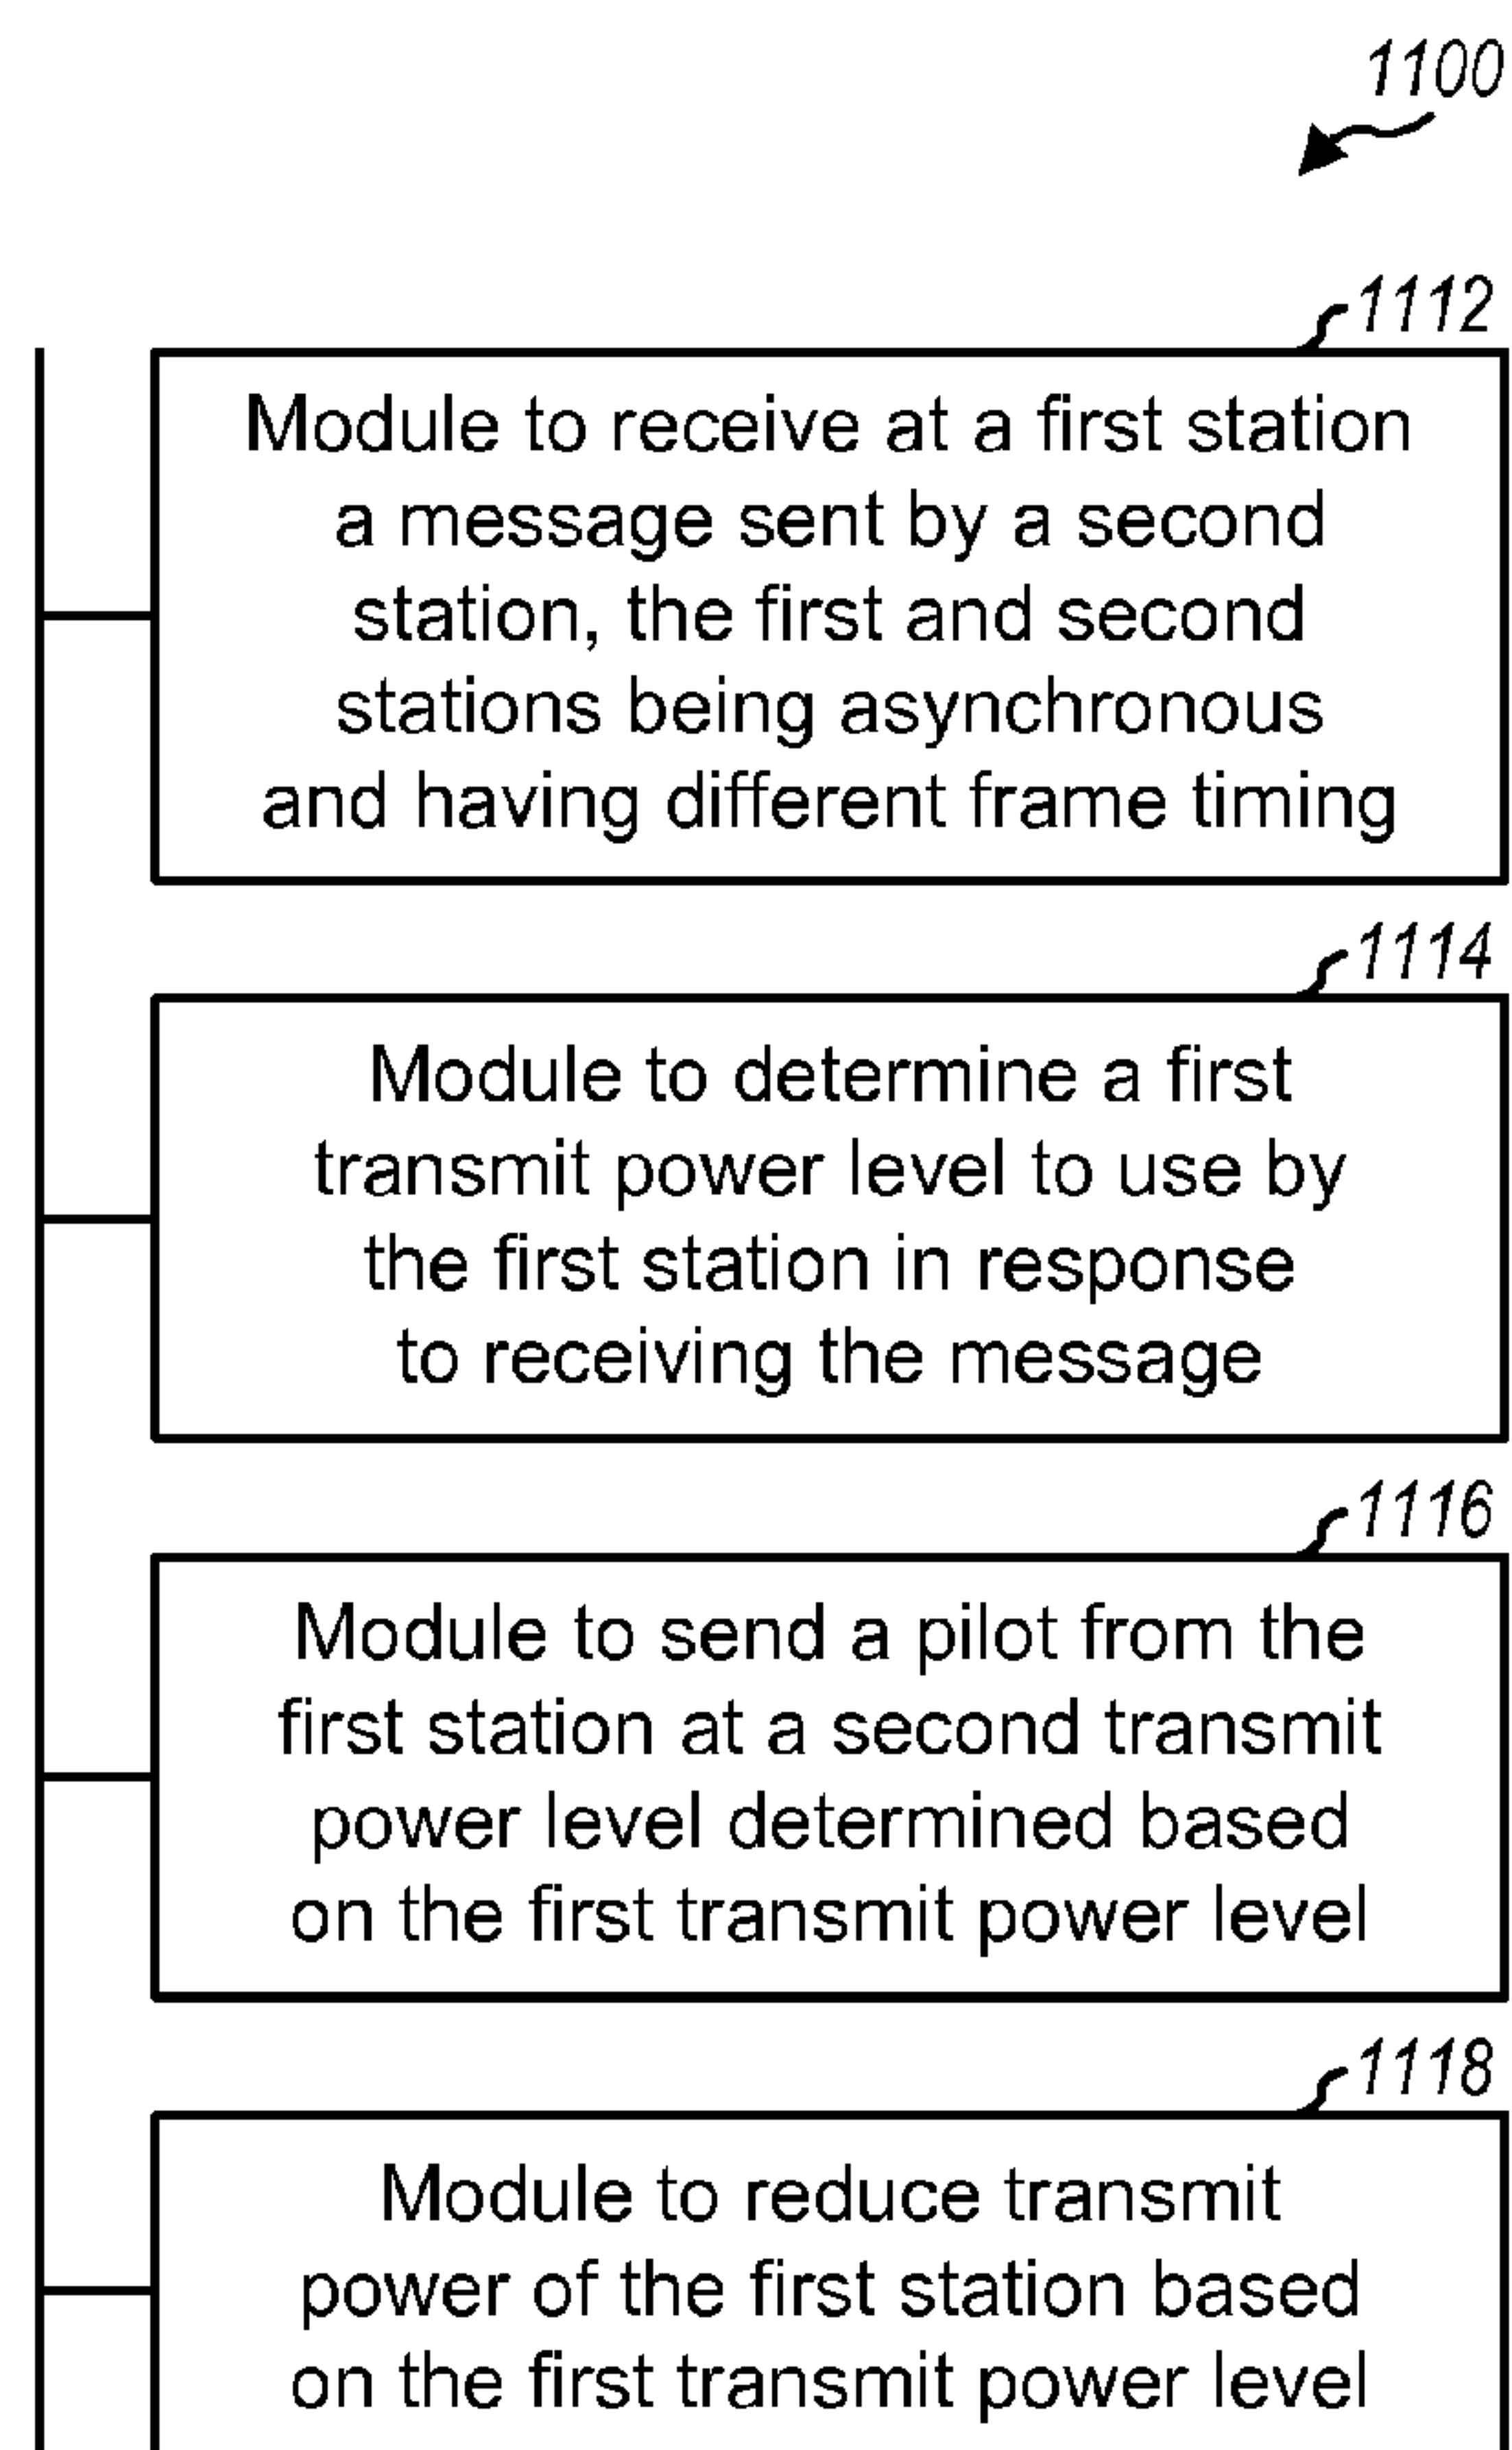 1100
1112
Module to receive at a first station
a message sent by a second
station, the first and second
stations being asynchronous
and having different frame timing
1114
Module to determine a first
transmit power level to use by
the first station in response
to receiving the message
1116
Module to send a pilot from the
first station at a second transmit
power level determined based
on the first transmit power level
1118
Module to reduce transmit
power of the first station based
on the first transmit power level